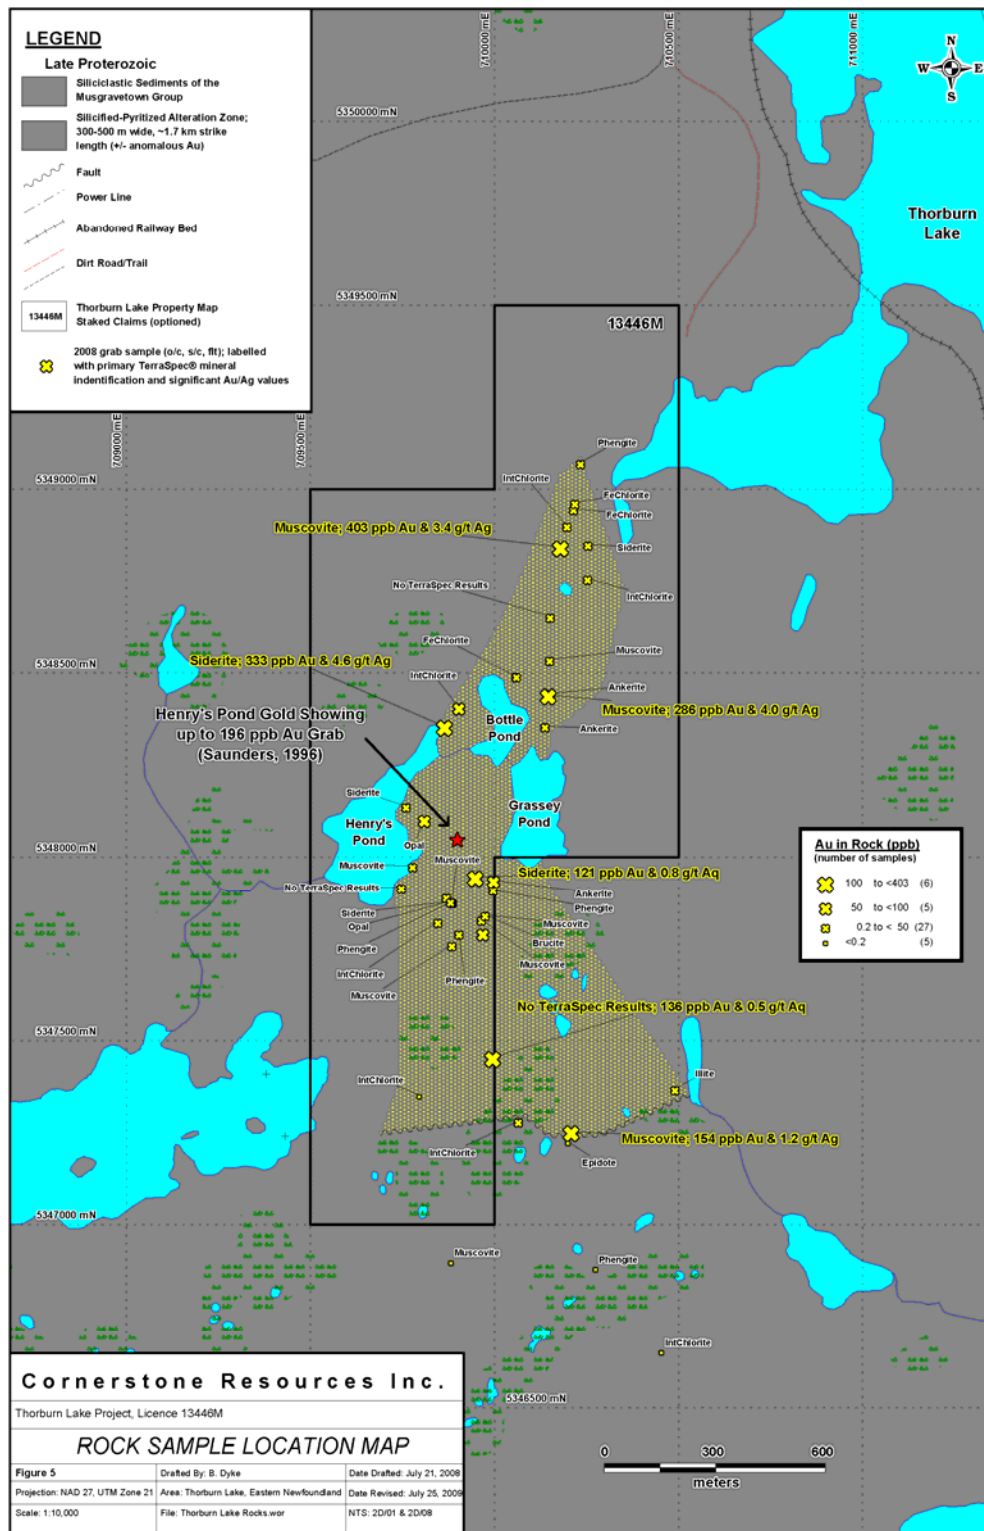 LEGEND
Late Proterozoic
Siliciclastic Sediments of the
Musgravetown Group
Silicified-Pyritized Alteration Zone;
300-500 m wide, ~1.7 km strike
length (+/- anomalous Au)
Fault
Power Line
Abandoned Railway Bed
Dirt Road/Trail
13446M
Thorburn Lake Property Map
Staked Claims (optioned)
2008 grab sample (o/c, s/c, flt); labelled
with primary TerraSpec® mineral
indentification and significant Au/Ag values
710000 mE
710500 mE
711000 mE
N
W
E
S
5350000 mN
Thorburn
Lake
5349500 mN
13446M
709000 mE
709500 mE
Phengite
5349000 mN
IntChlorite
FeChlorite
FeChlorite
Muscovite; 403 ppb Au & 3.4 g/t Ag
Siderite
No TerraSpec Results
IntChlorite
FeChlorite
Muscovite
Siderite; 333 ppb Au & 4.6 g/t Ag
5348500 mN
IntChlorite
Ankerite
Muscovite; 286 ppb Au & 4.0 g/t Ag
Henry's Pond Gold Showing
up to 196 ppb Au Grab
(Saunders, 1996)
Bottle
Pond
Ankerite
Siderite
Grassey
Pond
Henry's
Pond
Opal
5348000 mN
Muscovite
Muscovite
Siderite; 121 ppb Au & 0.8 g/t Aq
No TerraSpec Results
Ankerite
Phengite
Siderite
Opal
Muscovite
Phengite
Brucite
IntChlorite
Muscovite
Muscovite
Phengite
Au in Rock (ppb)
(number of samples)
100 to <403 (6)
50 to <100 (5)
0.2 to < 50 (27)
<0.2 (5)
No TerraSpec Results; 136 ppb Au & 0.5 g/t Aq
5347500 mN
IntChlorite
Illite
Muscovite; 154 ppb Au & 1.2 g/t Ag
IntChlorite
Epidote
5347000 mN
Muscovite
Phengite
IntChlorite
5346500 mN
Cornerstone Resources Inc.
Thorburn Lake Project, Licence 13446M
ROCK SAMPLE LOCATION MAP
Figure 5
Drafted By: B. Dyke
Date Drafted: July 21, 2008
Projection: NAD 27, UTM Zone 21
Area: Thorburn Lake, Eastern Newfoundland
Date Revised: July 25, 2009
Scale: 1:10,000
File: Thorburn Lake Rocks.wor
NTS: 2D/01 & 2D/08
0 300 600
meters